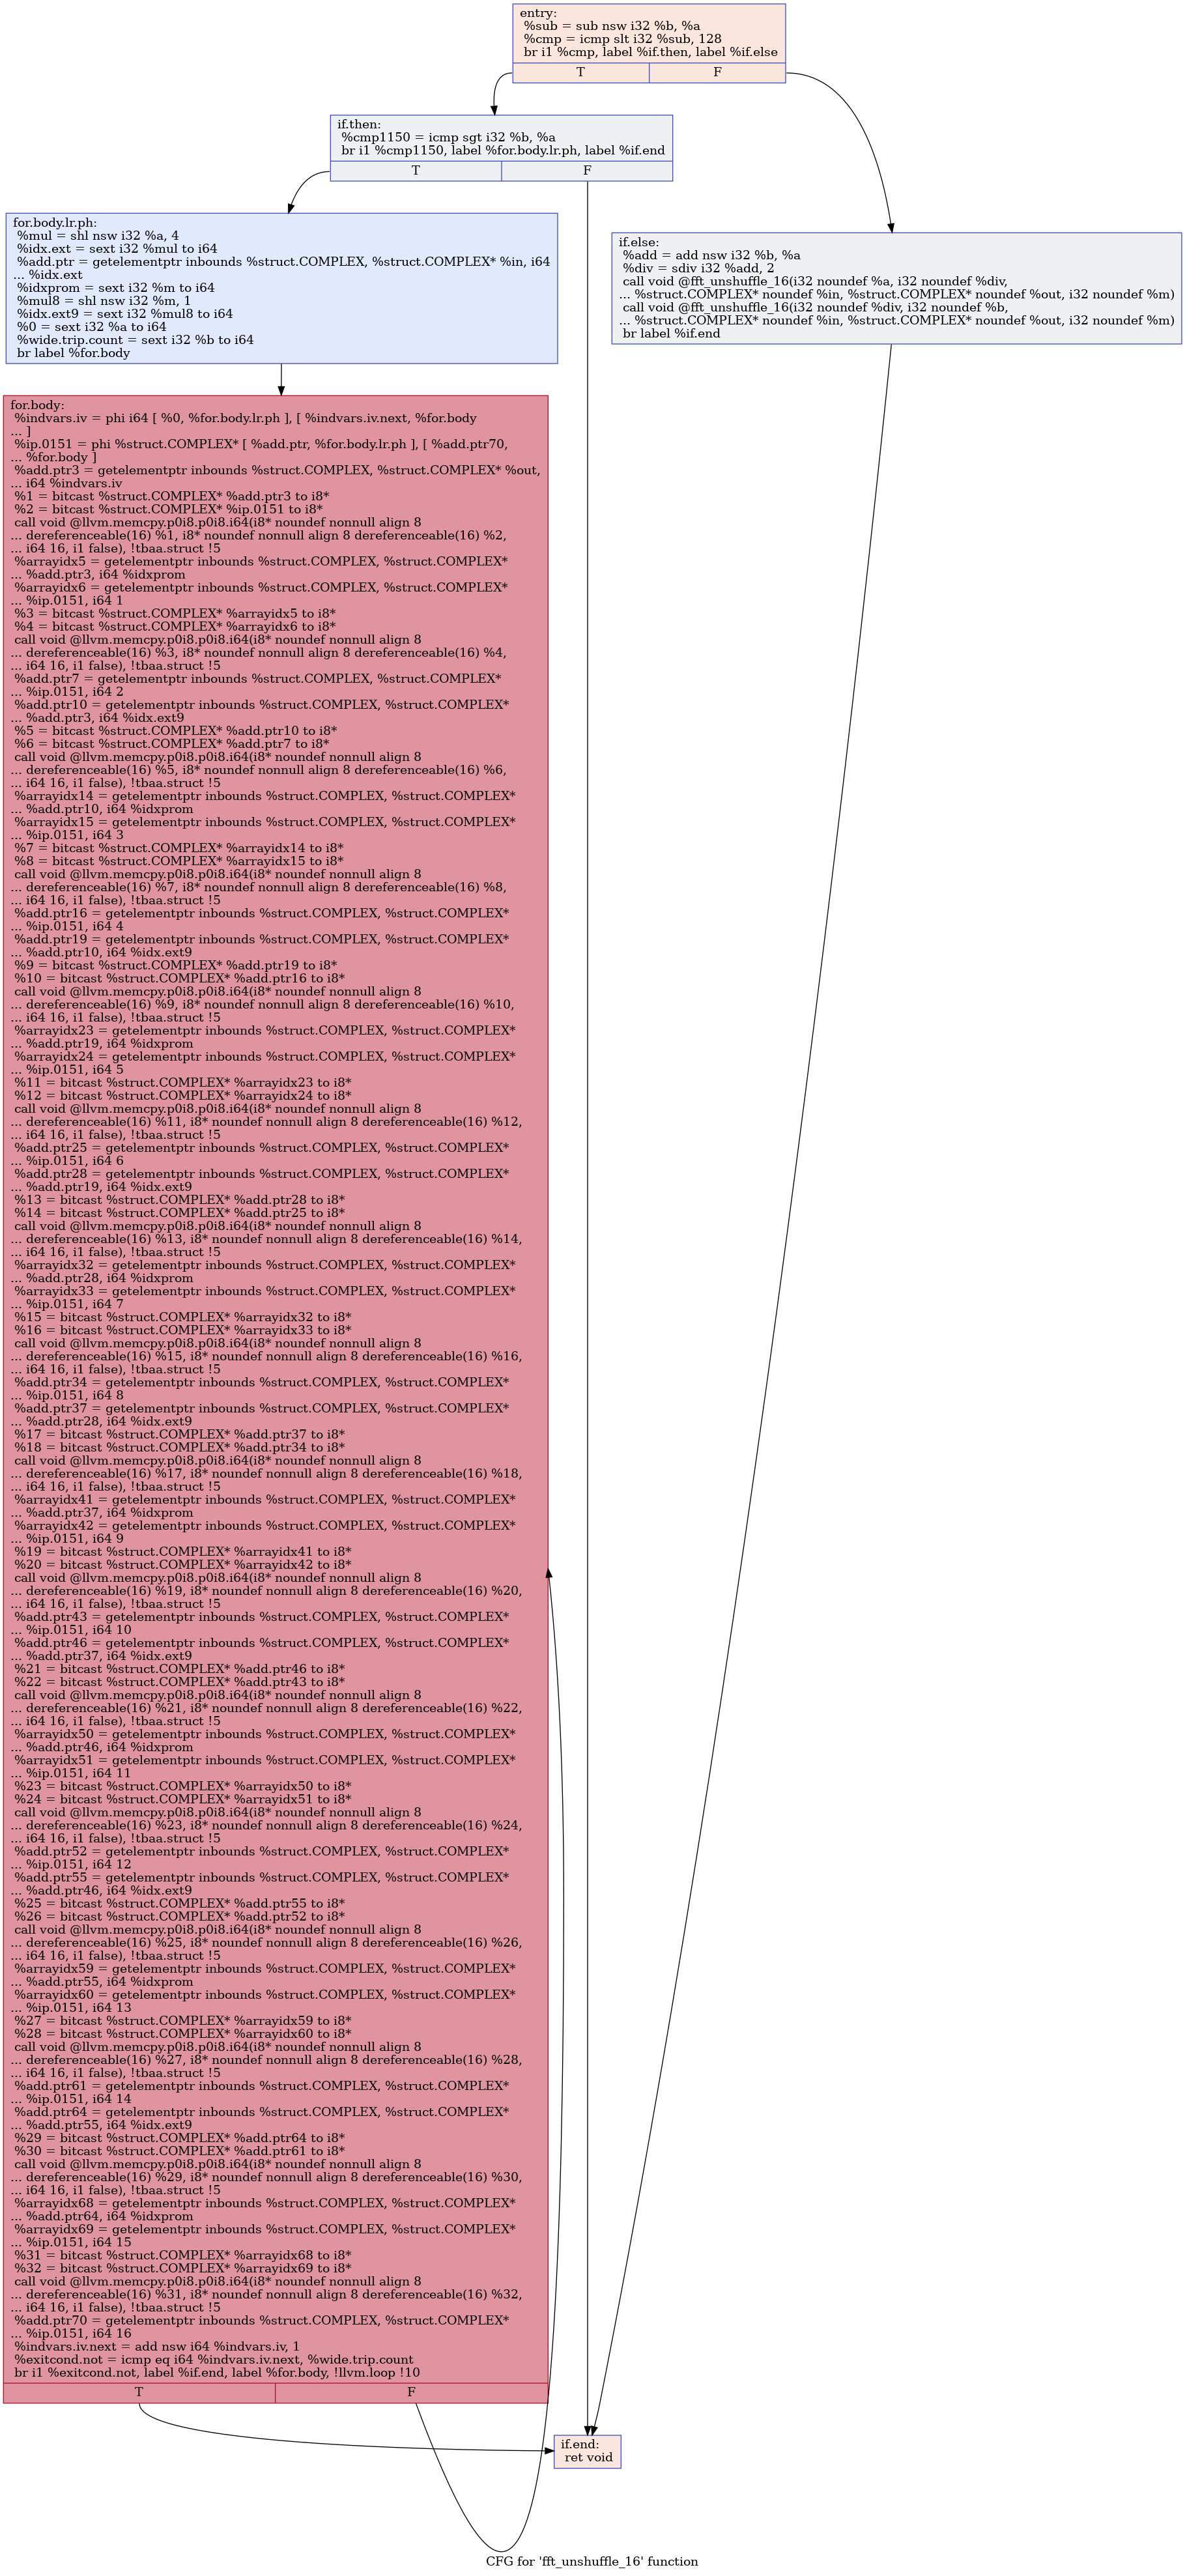 entry:
%sub = sub nsw i32 %b, %a
%cmp = icmp slt i32 %sub, 128
br i1 %cmp, label %if.then, label %if.else
T
F
if.then:
%cmp1150 = icmp sgt i32 %b, %a
br i1 %cmp1150, label %for.body.lr.ph, label %if.end
T
F
for.body.lr.ph:
%mul = shl nsw i32 %a, 4
%idx.ext = sext i32 %mul to i64
%add.ptr = getelementptr inbounds %struct.COMPLEX, %struct.COMPLEX* %in, i64
... %idx.ext
%idxprom = sext i32 %m to i64
%mul8 = shl nsw i32 %m, 1
%idx.ext9 = sext i32 %mul8 to i64
%0 = sext i32 %a to i64
%wide.trip.count = sext i32 %b to i64
br label %for.body
if.else:
%add = add nsw i32 %b, %a
%div = sdiv i32 %add, 2
call void @fft_unshuffle_16(i32 noundef %a, i32 noundef %div,
... %struct.COMPLEX* noundef %in, %struct.COMPLEX* noundef %out, i32 noundef %m)
call void @fft_unshuffle_16(i32 noundef %div, i32 noundef %b,
... %struct.COMPLEX* noundef %in, %struct.COMPLEX* noundef %out, i32 noundef %m)
br label %if.end
for.body:
%indvars.iv = phi i64 [ %0, %for.body.lr.ph ], [ %indvars.iv.next, %for.body
... ]
%ip.0151 = phi %struct.COMPLEX* [ %add.ptr, %for.body.lr.ph ], [ %add.ptr70,
... %for.body ]
%add.ptr3 = getelementptr inbounds %struct.COMPLEX, %struct.COMPLEX* %out,
... i64 %indvars.iv
%1 = bitcast %struct.COMPLEX* %add.ptr3 to i8*
%2 = bitcast %struct.COMPLEX* %ip.0151 to i8*
call void @llvm.memcpy.p0i8.p0i8.i64(i8* noundef nonnull align 8
... dereferenceable(16) %1, i8* noundef nonnull align 8 dereferenceable(16) %2,
... i64 16, i1 false), !tbaa.struct !5
%arrayidx5 = getelementptr inbounds %struct.COMPLEX, %struct.COMPLEX*
... %add.ptr3, i64 %idxprom
%arrayidx6 = getelementptr inbounds %struct.COMPLEX, %struct.COMPLEX*
... %ip.0151, i64 1
%3 = bitcast %struct.COMPLEX* %arrayidx5 to i8*
%4 = bitcast %struct.COMPLEX* %arrayidx6 to i8*
call void @llvm.memcpy.p0i8.p0i8.i64(i8* noundef nonnull align 8
... dereferenceable(16) %3, i8* noundef nonnull align 8 dereferenceable(16) %4,
... i64 16, i1 false), !tbaa.struct !5
%add.ptr7 = getelementptr inbounds %struct.COMPLEX, %struct.COMPLEX*
... %ip.0151, i64 2
%add.ptr10 = getelementptr inbounds %struct.COMPLEX, %struct.COMPLEX*
... %add.ptr3, i64 %idx.ext9
%5 = bitcast %struct.COMPLEX* %add.ptr10 to i8*
%6 = bitcast %struct.COMPLEX* %add.ptr7 to i8*
call void @llvm.memcpy.p0i8.p0i8.i64(i8* noundef nonnull align 8
... dereferenceable(16) %5, i8* noundef nonnull align 8 dereferenceable(16) %6,
... i64 16, i1 false), !tbaa.struct !5
%arrayidx14 = getelementptr inbounds %struct.COMPLEX, %struct.COMPLEX*
... %add.ptr10, i64 %idxprom
%arrayidx15 = getelementptr inbounds %struct.COMPLEX, %struct.COMPLEX*
... %ip.0151, i64 3
%7 = bitcast %struct.COMPLEX* %arrayidx14 to i8*
%8 = bitcast %struct.COMPLEX* %arrayidx15 to i8*
call void @llvm.memcpy.p0i8.p0i8.i64(i8* noundef nonnull align 8
... dereferenceable(16) %7, i8* noundef nonnull align 8 dereferenceable(16) %8,
... i64 16, i1 false), !tbaa.struct !5
%add.ptr16 = getelementptr inbounds %struct.COMPLEX, %struct.COMPLEX*
... %ip.0151, i64 4
%add.ptr19 = getelementptr inbounds %struct.COMPLEX, %struct.COMPLEX*
... %add.ptr10, i64 %idx.ext9
%9 = bitcast %struct.COMPLEX* %add.ptr19 to i8*
%10 = bitcast %struct.COMPLEX* %add.ptr16 to i8*
call void @llvm.memcpy.p0i8.p0i8.i64(i8* noundef nonnull align 8
... dereferenceable(16) %9, i8* noundef nonnull align 8 dereferenceable(16) %10,
... i64 16, i1 false), !tbaa.struct !5
%arrayidx23 = getelementptr inbounds %struct.COMPLEX, %struct.COMPLEX*
... %add.ptr19, i64 %idxprom
%arrayidx24 = getelementptr inbounds %struct.COMPLEX, %struct.COMPLEX*
... %ip.0151, i64 5
%11 = bitcast %struct.COMPLEX* %arrayidx23 to i8*
%12 = bitcast %struct.COMPLEX* %arrayidx24 to i8*
call void @llvm.memcpy.p0i8.p0i8.i64(i8* noundef nonnull align 8
... dereferenceable(16) %11, i8* noundef nonnull align 8 dereferenceable(16) %12,
... i64 16, i1 false), !tbaa.struct !5
%add.ptr25 = getelementptr inbounds %struct.COMPLEX, %struct.COMPLEX*
... %ip.0151, i64 6
%add.ptr28 = getelementptr inbounds %struct.COMPLEX, %struct.COMPLEX*
... %add.ptr19, i64 %idx.ext9
%13 = bitcast %struct.COMPLEX* %add.ptr28 to i8*
%14 = bitcast %struct.COMPLEX* %add.ptr25 to i8*
call void @llvm.memcpy.p0i8.p0i8.i64(i8* noundef nonnull align 8
... dereferenceable(16) %13, i8* noundef nonnull align 8 dereferenceable(16) %14,
... i64 16, i1 false), !tbaa.struct !5
%arrayidx32 = getelementptr inbounds %struct.COMPLEX, %struct.COMPLEX*
... %add.ptr28, i64 %idxprom
%arrayidx33 = getelementptr inbounds %struct.COMPLEX, %struct.COMPLEX*
... %ip.0151, i64 7
%15 = bitcast %struct.COMPLEX* %arrayidx32 to i8*
%16 = bitcast %struct.COMPLEX* %arrayidx33 to i8*
call void @llvm.memcpy.p0i8.p0i8.i64(i8* noundef nonnull align 8
... dereferenceable(16) %15, i8* noundef nonnull align 8 dereferenceable(16) %16,
... i64 16, i1 false), !tbaa.struct !5
%add.ptr34 = getelementptr inbounds %struct.COMPLEX, %struct.COMPLEX*
... %ip.0151, i64 8
%add.ptr37 = getelementptr inbounds %struct.COMPLEX, %struct.COMPLEX*
... %add.ptr28, i64 %idx.ext9
%17 = bitcast %struct.COMPLEX* %add.ptr37 to i8*
%18 = bitcast %struct.COMPLEX* %add.ptr34 to i8*
call void @llvm.memcpy.p0i8.p0i8.i64(i8* noundef nonnull align 8
... dereferenceable(16) %17, i8* noundef nonnull align 8 dereferenceable(16) %18,
... i64 16, i1 false), !tbaa.struct !5
%arrayidx41 = getelementptr inbounds %struct.COMPLEX, %struct.COMPLEX*
... %add.ptr37, i64 %idxprom
%arrayidx42 = getelementptr inbounds %struct.COMPLEX, %struct.COMPLEX*
... %ip.0151, i64 9
%19 = bitcast %struct.COMPLEX* %arrayidx41 to i8*
%20 = bitcast %struct.COMPLEX* %arrayidx42 to i8*
call void @llvm.memcpy.p0i8.p0i8.i64(i8* noundef nonnull align 8
... dereferenceable(16) %19, i8* noundef nonnull align 8 dereferenceable(16) %20,
... i64 16, i1 false), !tbaa.struct !5
%add.ptr43 = getelementptr inbounds %struct.COMPLEX, %struct.COMPLEX*
... %ip.0151, i64 10
%add.ptr46 = getelementptr inbounds %struct.COMPLEX, %struct.COMPLEX*
... %add.ptr37, i64 %idx.ext9
%21 = bitcast %struct.COMPLEX* %add.ptr46 to i8*
%22 = bitcast %struct.COMPLEX* %add.ptr43 to i8*
call void @llvm.memcpy.p0i8.p0i8.i64(i8* noundef nonnull align 8
... dereferenceable(16) %21, i8* noundef nonnull align 8 dereferenceable(16) %22,
... i64 16, i1 false), !tbaa.struct !5
%arrayidx50 = getelementptr inbounds %struct.COMPLEX, %struct.COMPLEX*
... %add.ptr46, i64 %idxprom
%arrayidx51 = getelementptr inbounds %struct.COMPLEX, %struct.COMPLEX*
... %ip.0151, i64 11
%23 = bitcast %struct.COMPLEX* %arrayidx50 to i8*
%24 = bitcast %struct.COMPLEX* %arrayidx51 to i8*
call void @llvm.memcpy.p0i8.p0i8.i64(i8* noundef nonnull align 8
... dereferenceable(16) %23, i8* noundef nonnull align 8 dereferenceable(16) %24,
... i64 16, i1 false), !tbaa.struct !5
%add.ptr52 = getelementptr inbounds %struct.COMPLEX, %struct.COMPLEX*
... %ip.0151, i64 12
%add.ptr55 = getelementptr inbounds %struct.COMPLEX, %struct.COMPLEX*
... %add.ptr46, i64 %idx.ext9
%25 = bitcast %struct.COMPLEX* %add.ptr55 to i8*
%26 = bitcast %struct.COMPLEX* %add.ptr52 to i8*
call void @llvm.memcpy.p0i8.p0i8.i64(i8* noundef nonnull align 8
... dereferenceable(16) %25, i8* noundef nonnull align 8 dereferenceable(16) %26,
... i64 16, i1 false), !tbaa.struct !5
%arrayidx59 = getelementptr inbounds %struct.COMPLEX, %struct.COMPLEX*
... %add.ptr55, i64 %idxprom
%arrayidx60 = getelementptr inbounds %struct.COMPLEX, %struct.COMPLEX*
... %ip.0151, i64 13
%27 = bitcast %struct.COMPLEX* %arrayidx59 to i8*
%28 = bitcast %struct.COMPLEX* %arrayidx60 to i8*
call void @llvm.memcpy.p0i8.p0i8.i64(i8* noundef nonnull align 8
... dereferenceable(16) %27, i8* noundef nonnull align 8 dereferenceable(16) %28,
... i64 16, i1 false), !tbaa.struct !5
%add.ptr61 = getelementptr inbounds %struct.COMPLEX, %struct.COMPLEX*
... %ip.0151, i64 14
%add.ptr64 = getelementptr inbounds %struct.COMPLEX, %struct.COMPLEX*
... %add.ptr55, i64 %idx.ext9
%29 = bitcast %struct.COMPLEX* %add.ptr64 to i8*
%30 = bitcast %struct.COMPLEX* %add.ptr61 to i8*
call void @llvm.memcpy.p0i8.p0i8.i64(i8* noundef nonnull align 8
... dereferenceable(16) %29, i8* noundef nonnull align 8 dereferenceable(16) %30,
... i64 16, i1 false), !tbaa.struct !5
%arrayidx68 = getelementptr inbounds %struct.COMPLEX, %struct.COMPLEX*
... %add.ptr64, i64 %idxprom
%arrayidx69 = getelementptr inbounds %struct.COMPLEX, %struct.COMPLEX*
... %ip.0151, i64 15
%31 = bitcast %struct.COMPLEX* %arrayidx68 to i8*
%32 = bitcast %struct.COMPLEX* %arrayidx69 to i8*
call void @llvm.memcpy.p0i8.p0i8.i64(i8* noundef nonnull align 8
... dereferenceable(16) %31, i8* noundef nonnull align 8 dereferenceable(16) %32,
... i64 16, i1 false), !tbaa.struct !5
%add.ptr70 = getelementptr inbounds %struct.COMPLEX, %struct.COMPLEX*
... %ip.0151, i64 16
%indvars.iv.next = add nsw i64 %indvars.iv, 1
%exitcond.not = icmp eq i64 %indvars.iv.next, %wide.trip.count
br i1 %exitcond.not, label %if.end, label %for.body, !llvm.loop !10
T
F
if.end:
ret void
CFG for 'fft_unshuffle_16' function